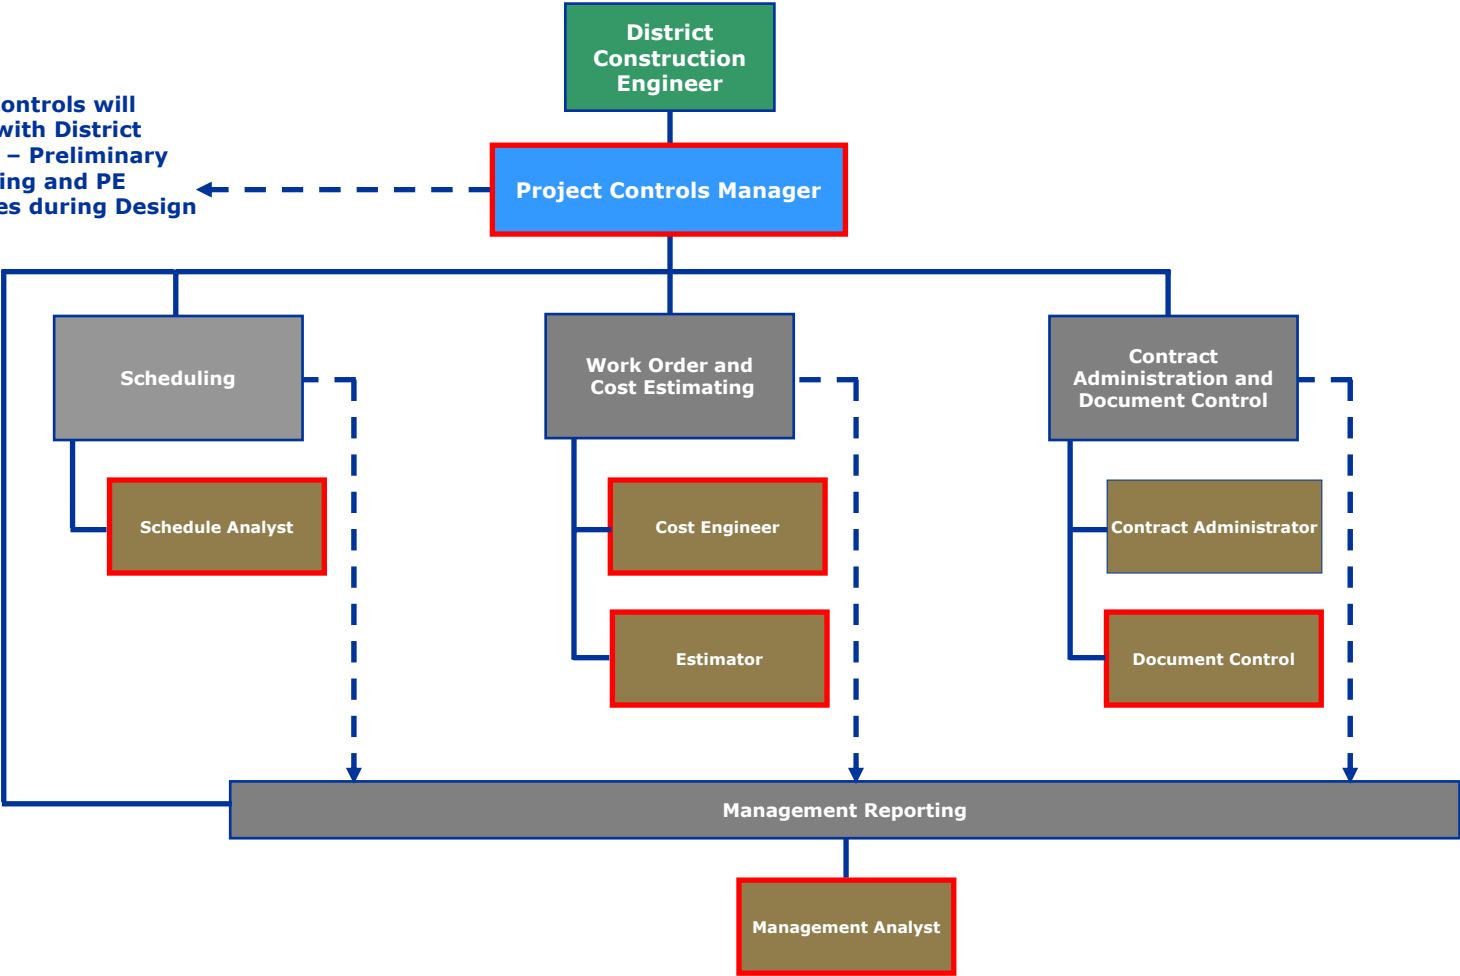 District
Construction
Engineer
ontrols will
with District
– Preliminary
ing and PE
es during Design
Project Controls Manager
Scheduling
Work Order and
Cost Estimating
Contract
Administration and
Document Control
Schedule Analyst
Cost Engineer
Contract Administrator
Estimator
Document Control
Management Reporting
Management Analyst